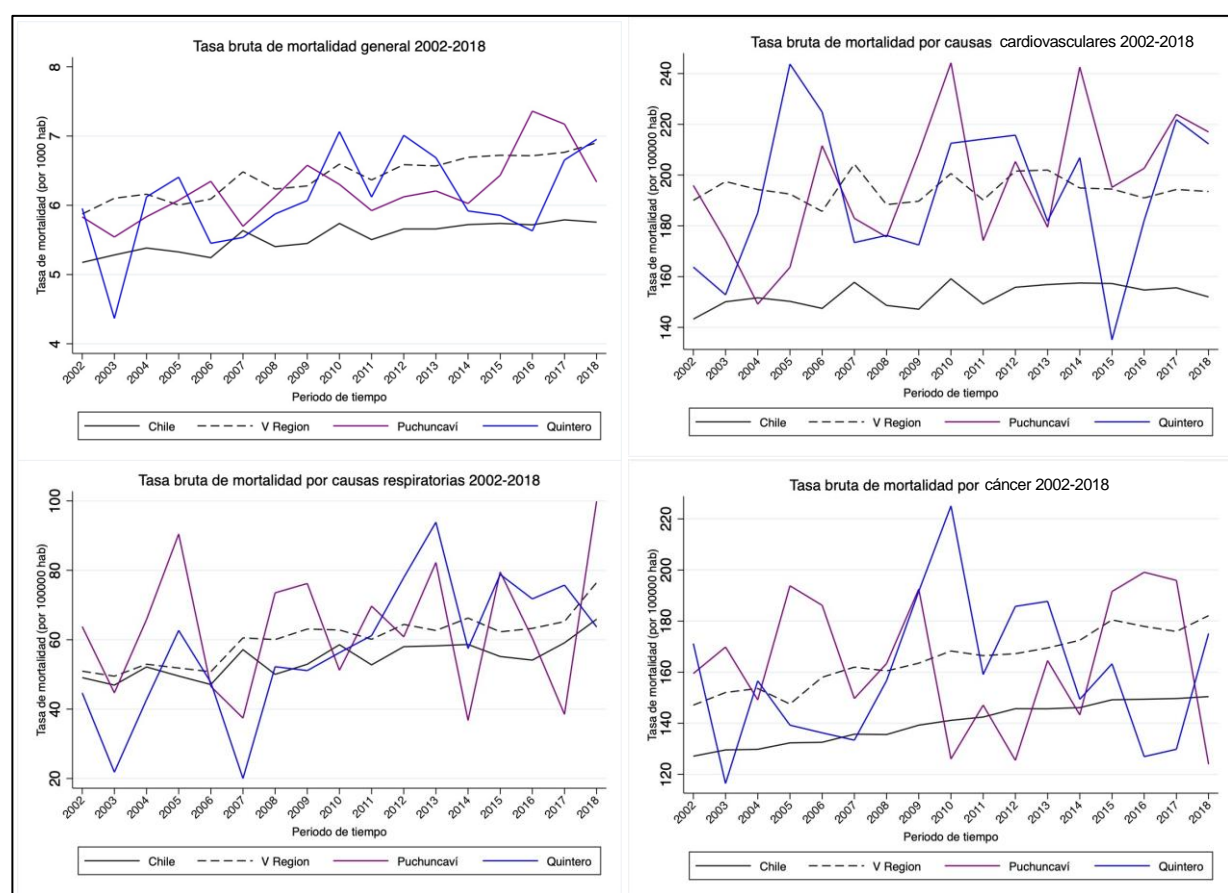 Tasa bruta de mortalidad general 2002-2018
Tasa de mortalidad (por 1000 hab)
8
7
6
5
4
2002 2003 2004 2005 2006 2007 2008 2009 2010 2011 2012 2013 2014 2015 2016 2017 2018
Periodo de tiempo
Chile V Region Puchuncaví Quintero
Tasa bruta de mortalidad por causas cardiovasculares 2002-2018
Tasa de mortalidad (por 100000 hab)
240
220
200
180
160
140
2002 2003 2004 2005 2006 2007 2008 2009 2010 2011 2012 2013 2014 2015 2016 2017 2018
Periodo de tiempo
Chile V Region Puchuncaví Quintero
Tasa bruta de mortalidad por causas respiratorias 2002-2018
Tasa de mortalidad (por 100000 hab)
100
80
60
40
20
2002 2003 2004 2005 2006 2007 2008 2009 2010 2011 2012 2013 2014 2015 2016 2017 2018
Periodo de tiempo
Chile V Region Puchuncaví Quintero
Tasa bruta de mortalidad por cáncer 2002-2018
Tasa de mortalidad (por 100000 hab)
220
200
180
160
140
120
2002 2003 2004 2005 2006 2007 2008 2009 2010 2011 2012 2013 2014 2015 2016 2017 2018
Periodo de tiempo
Chile V Region Puchuncaví Quintero